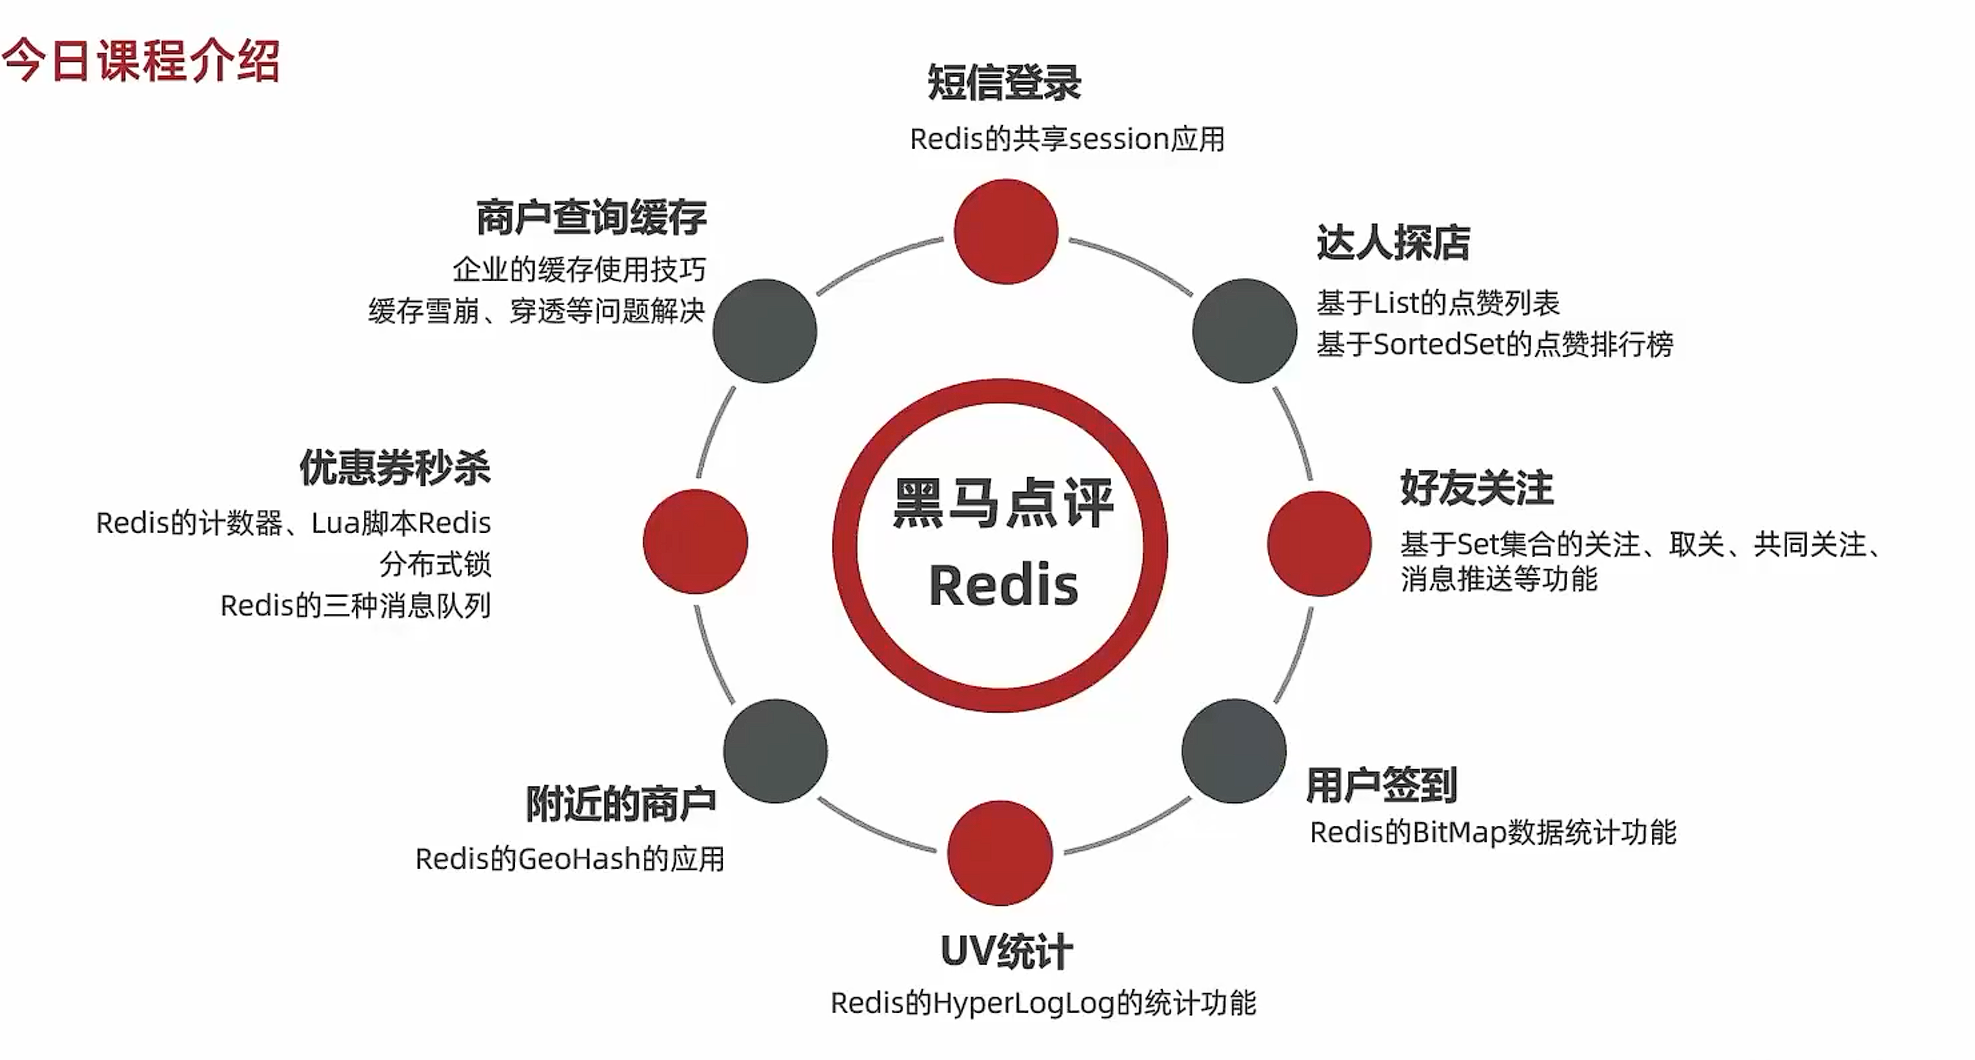 今日课程介绍
短信登录
Redis的共享session应用
商户查询缓存
企业的缓存使用技巧
缓存雪崩、穿透等问题解决
达人探店
基于List的点赞列表
基于SortedSet的点赞排行榜
优惠券秒杀
Redis的计数器、Lua脚本Redis
分布式锁
Redis的三种消息队列
黑马点评
Redis
好友关注
基于Set集合的关注、取关、共同关注、
消息推送等功能
附近的商户
Redis的GeoHash的应用
用户签到
Redis的BitMap数据统计功能
UV统计
Redis的HyperLogLog的统计功能